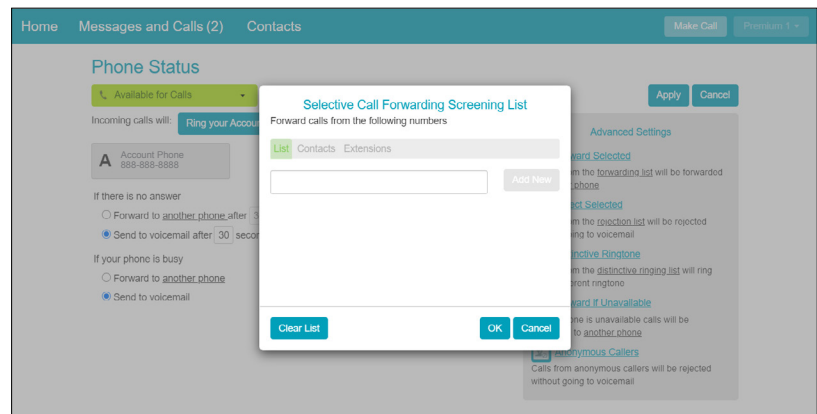 Home Messages and Calls (2) Contacts Make Call Premium 1
Phone Status
Available for Calls
Apply Cancel
Incoming calls will: Ring your Accou
A Account Phone
888-888-8888
If there is no answer
Forward to another phone after 3
Send to voicemail after 30 secon
If your phone is busy
Forward to another phone
Send to voicemail
Selective Call Forwarding Screening List
Forward calls from the following numbers
List Contacts Extensions
Add New
Clear List OK Cancel
Advanced Settings
ward Selected
m the forwarding list will be forwarded
phone
ect Selected
m the rejection list will be rejected
ing to voicemail
inctive Ringtone
m the distinctive ringing list will ring
erent ringtone
ward If Unavailable
one is unavailable calls will be
to another phone
Anonymous Callers
Calls from anonymous callers will be rejected
without going to voicemail